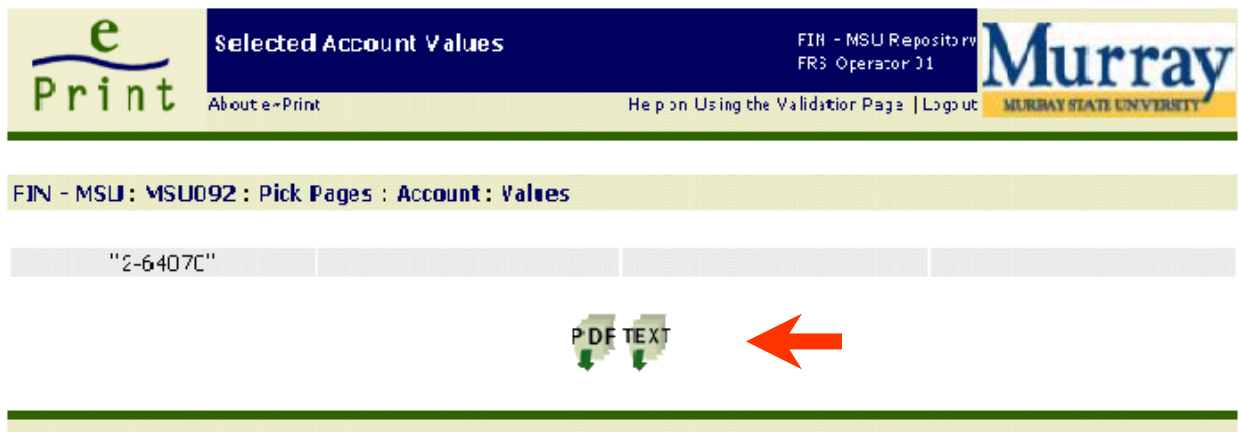 e
Print
Selected Account Values
FIN - MSU Repository
FRS Operator 01
Murray
MURRAY STATE UNIVERSITY
About e~Print
Help on Using the Validation Page | Logout
FIN - MSU : MSU092 : Pick Pages : Account : Values
"2-64070"
PDF TEXT